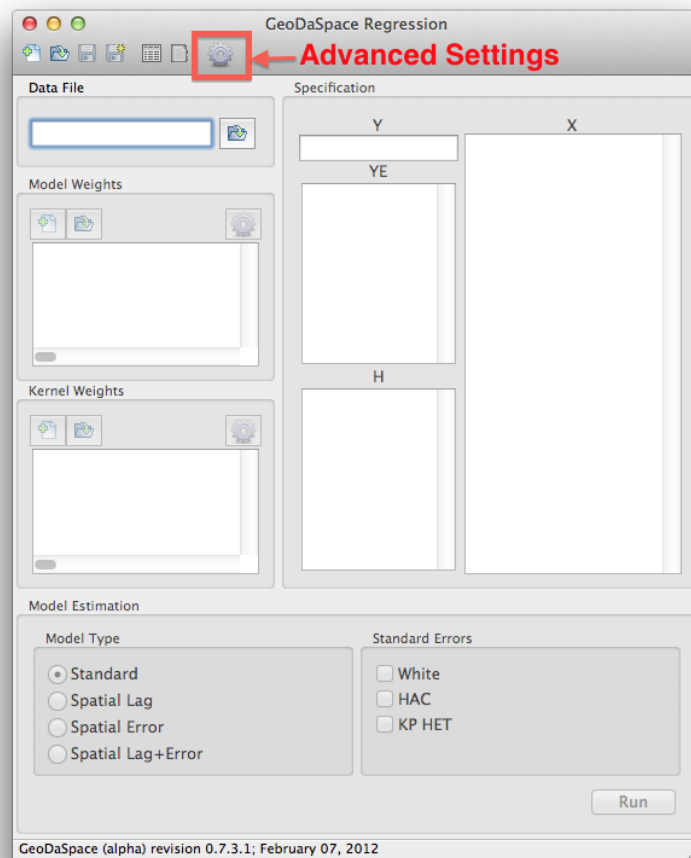 GeoDaSpace Regression
Advanced Settings
Data File
Specification
Y
X
YE
Model Weights
H
Kernel Weights
Model Estimation
Model Type
Standard Errors
Standard
White
Spatial Lag
HAC
Spatial Error
KP HET
Spatial Lag+Error
Run
GeoDaSpace (alpha) revision 0.7.3.1; February 07, 2012